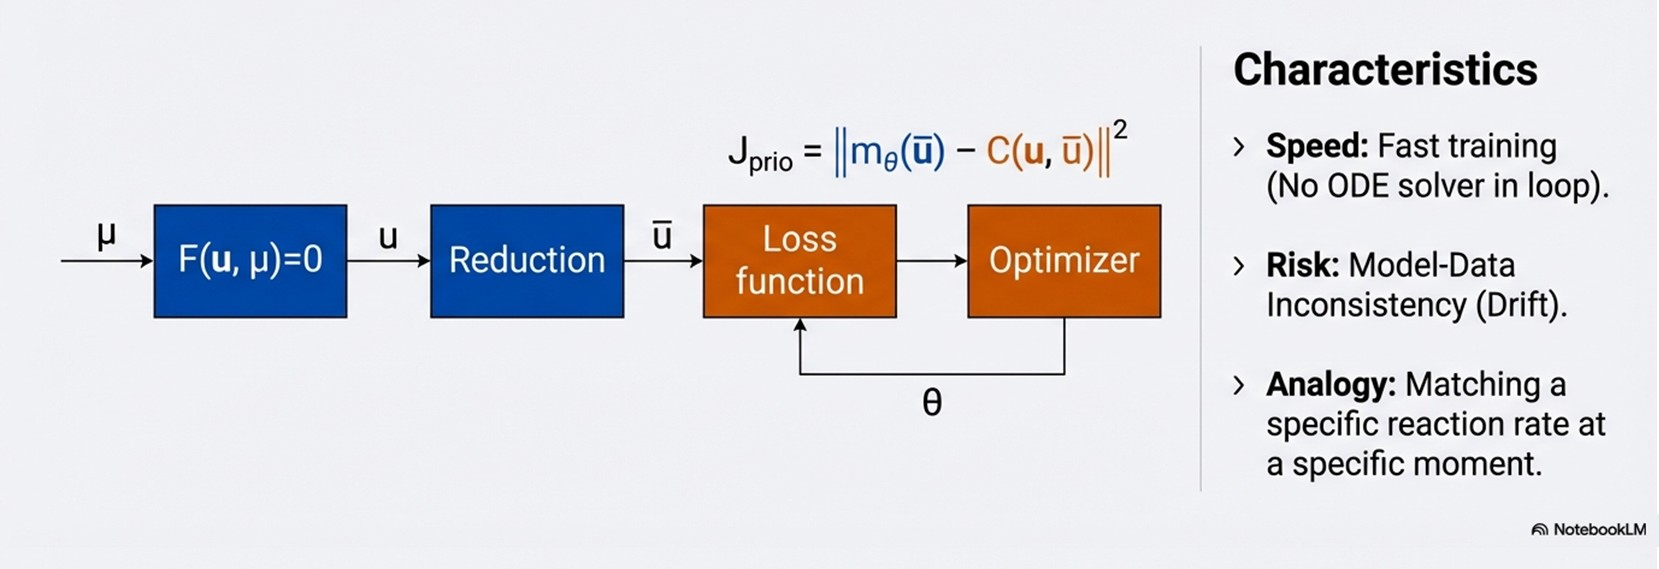 J_prio = ||m_θ(ū) − C(u, ū)||²
μ
F(u, μ)=0
u
Reduction
ū
Loss
function
Optimizer
θ
Characteristics
› Speed: Fast training
(No ODE solver in loop).
› Risk: Model-Data
Inconsistency (Drift).
› Analogy: Matching a
specific reaction rate at
a specific moment.
NotebookLM